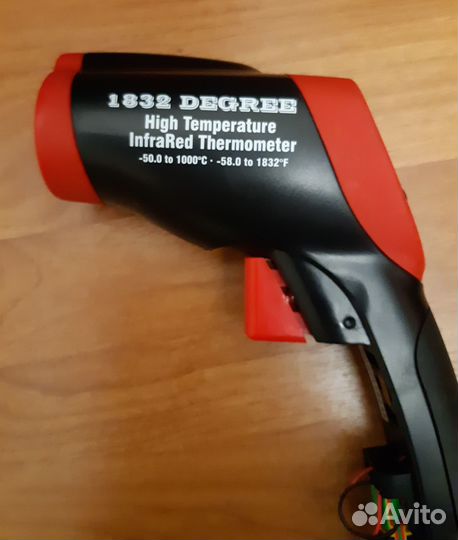 1832 DEGREE
High Temperature
InfraRed Thermometer
-50.0 to 1000°C · -58.0 to 1832°F
Avito